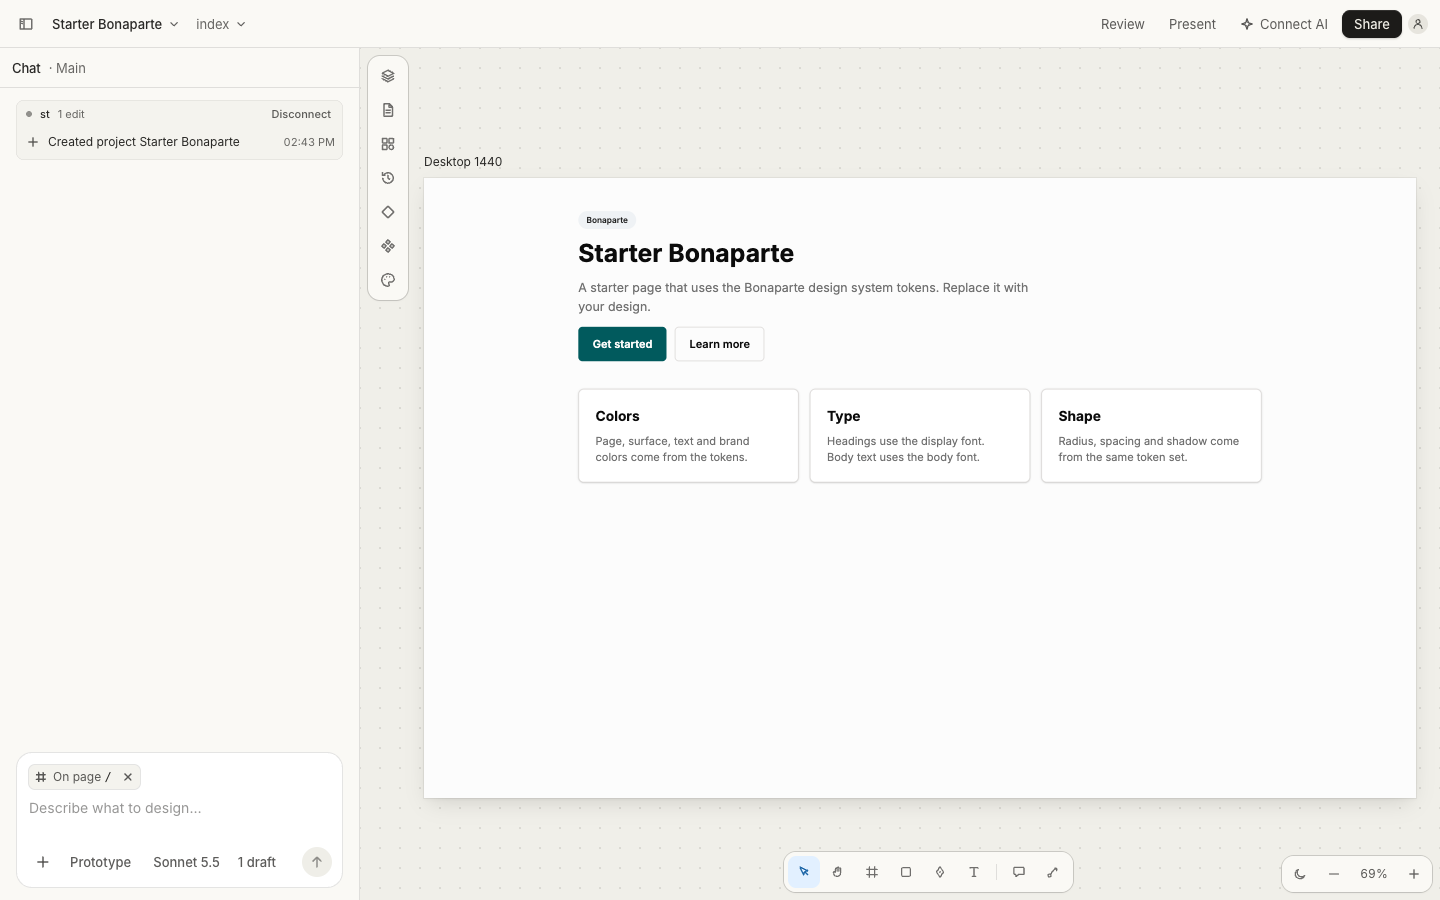 Starter Bonaparte
index
Review
Present
Connect AI
Share
Chat · Main
st 1 edit
Disconnect
Created project Starter Bonaparte
02:43 PM
Desktop 1440
Bonaparte
Starter Bonaparte
A starter page that uses the Bonaparte design system tokens. Replace it with
your design.
Get started
Learn more
Colors
Page, surface, text and brand
colors come from the tokens.
Type
Headings use the display font.
Body text uses the body font.
Shape
Radius, spacing and shadow come
from the same token set.
On page /
Describe what to design...
Prototype
Sonnet 5.5
1 draft
69%